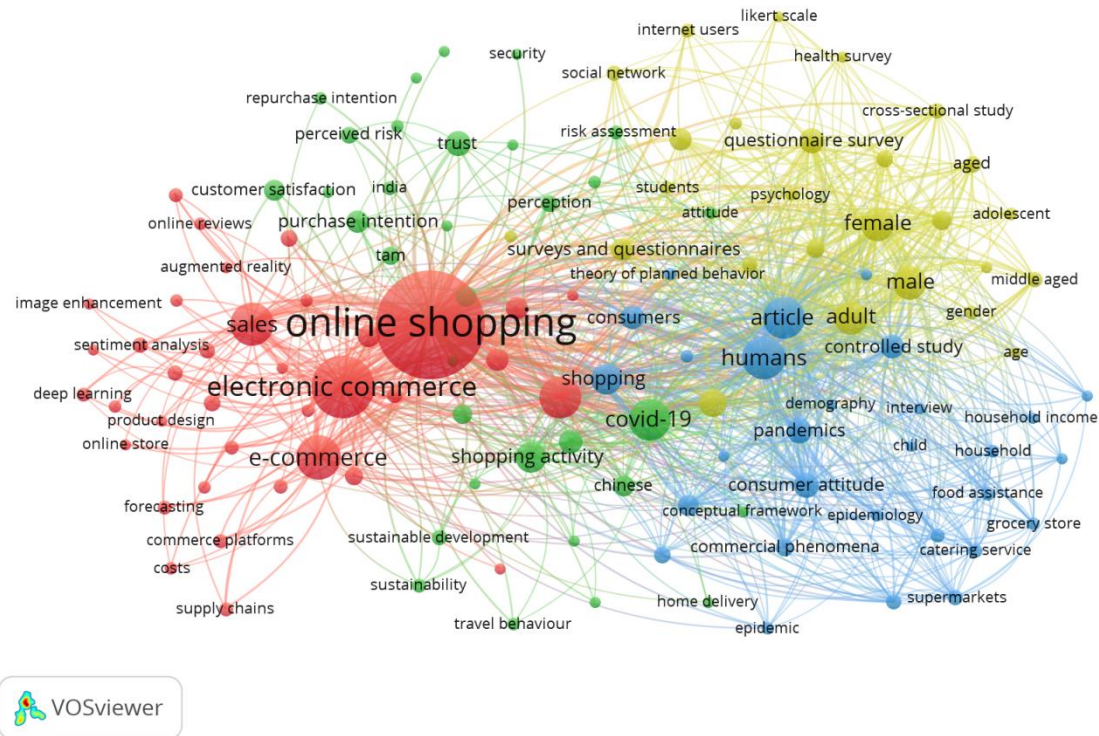 likert scale
internet users
security
health survey
social network
repurchase intention
cross-sectional study
perceived risk
trust
risk assessment
questionnaire survey
aged
customer satisfaction
india
students
psychology
perception
attitude
adolescent
online reviews
purchase intention
female
tam
surveys and questionnaires
augmented reality
theory of planned behavior
middle aged
male
image enhancement
sales
online shopping
consumers
article
adult
gender
sentiment analysis
controlled study
age
humans
electronic commerce
shopping
deep learning
product design
covid-19
demography
interview
household income
pandemics
online store
child
household
e-commerce
shopping activity
chinese
consumer attitude
food assistance
forecasting
conceptual framework
epidemiology
grocery store
commerce platforms
sustainable development
commercial phenomena
catering service
costs
sustainability
supply chains
home delivery
supermarkets
travel behaviour
epidemic
VOSviewer